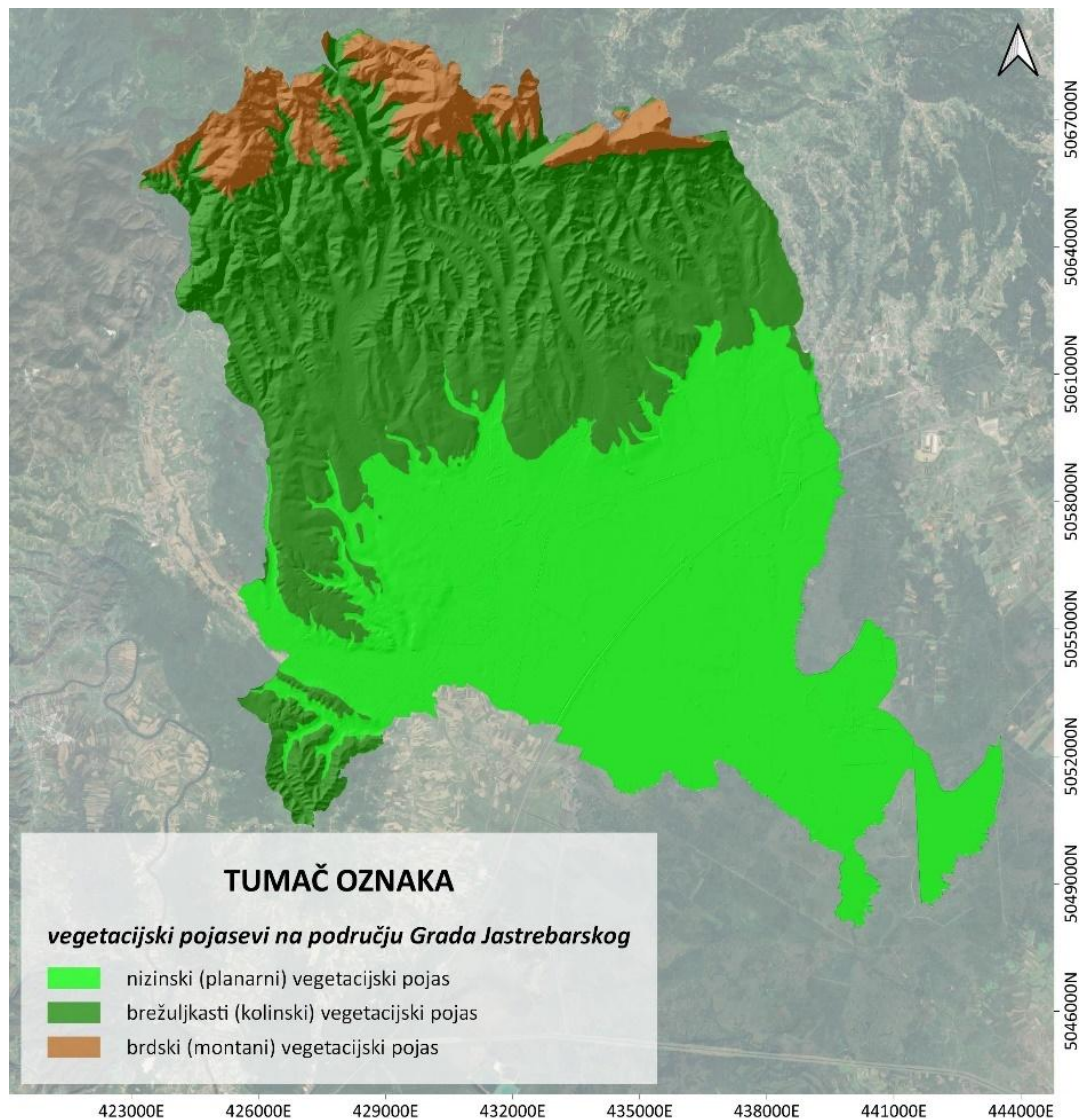 5067000N
5064000N
5061000N
5058000N
5055000N
5052000N
5049000N
5046000N
TUMAČ OZNAKA
vegetacijski pojasevi na području Grada Jastrebarskog
nizinski (planarni) vegetacijski pojas
brežuljkasti (kolinski) vegetacijski pojas
brdski (montani) vegetacijski pojas
423000E 426000E 429000E 432000E 435000E 438000E 441000E 444000E